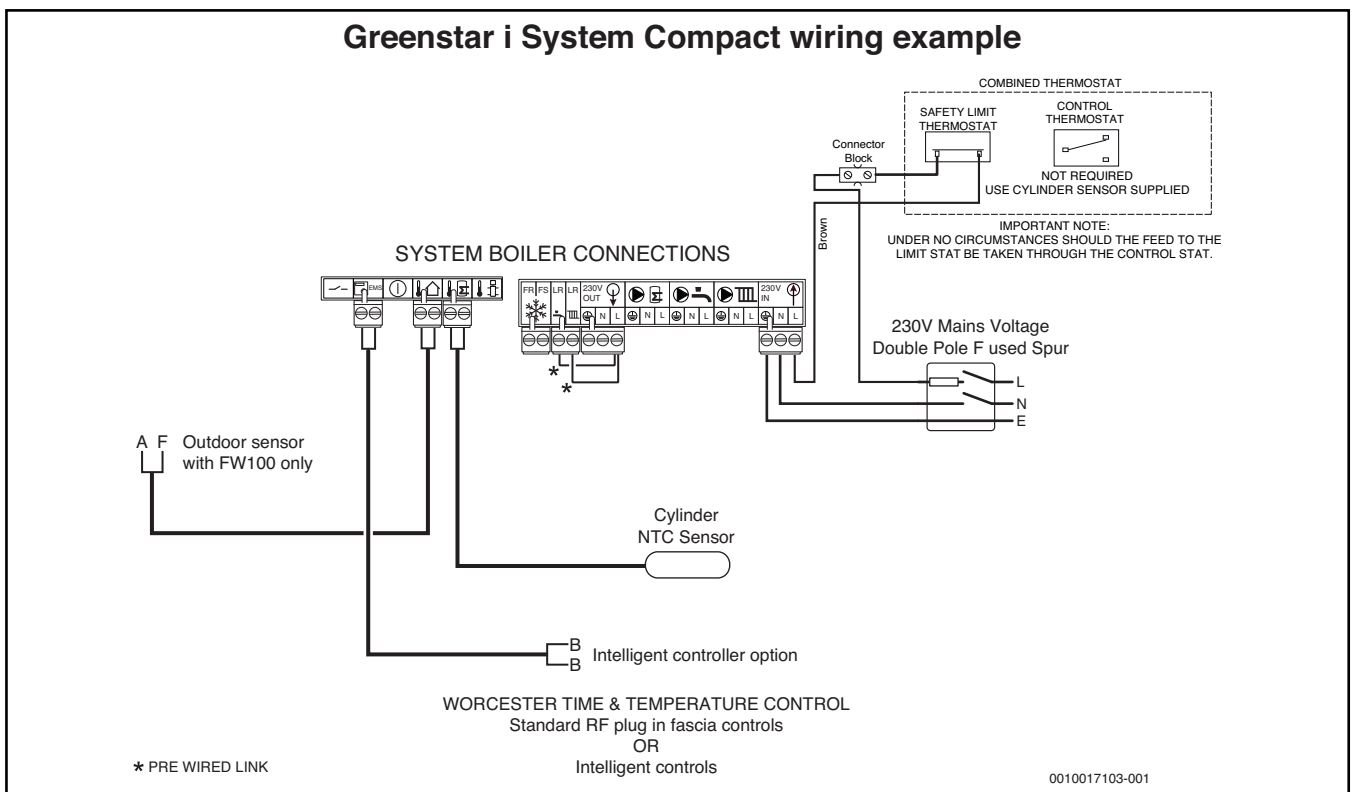 Greenstar i System Compact wiring example
COMBINED THERMOSTAT
SAFETY LIMIT
THERMOSTAT
CONTROL
THERMOSTAT
Connector
Block
NOT REQUIRED
USE CYLINDER SENSOR SUPPLIED
Brown
IMPORTANT NOTE:
UNDER NO CIRCUMSTANCES SHOULD THE FEED TO THE
LIMIT STAT BE TAKEN THROUGH THE CONTROL STAT.
SYSTEM BOILER CONNECTIONS
EMS
FR FS LR LR 230V OUT 230V IN
N L N L N L N L N L
230V Mains Voltage
Double Pole F used Spur
L
N
E
* *
A F Outdoor sensor
with FW100 only
Cylinder
NTC Sensor
B
B
Intelligent controller option
WORCESTER TIME & TEMPERATURE CONTROL
Standard RF plug in fascia controls
OR
Intelligent controls
* PRE WIRED LINK
0010017103-001